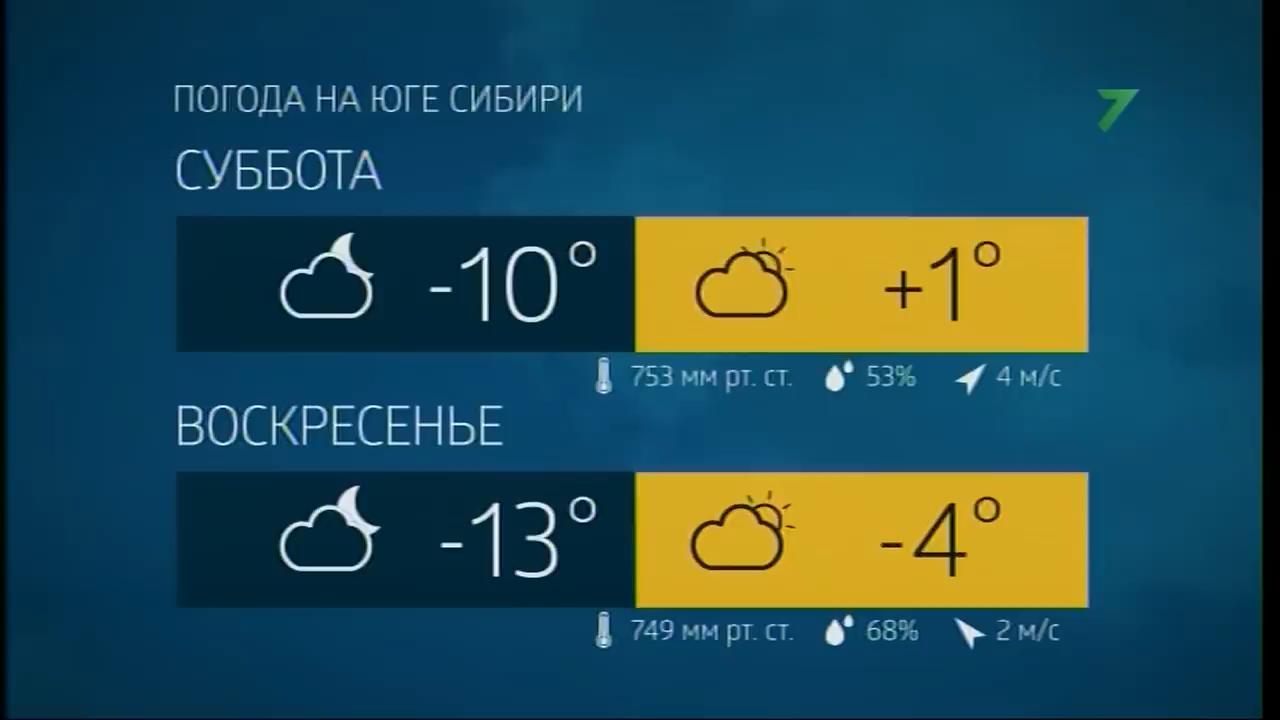 ПОГОДА НА ЮГЕ СИБИРИ
7
СУББОТА
-10° +1°
753 мм рт. ст. 53% 4 м/с
ВОСКРЕСЕНЬЕ
-13° -4°
749 мм рт. ст. 68% 2 м/с